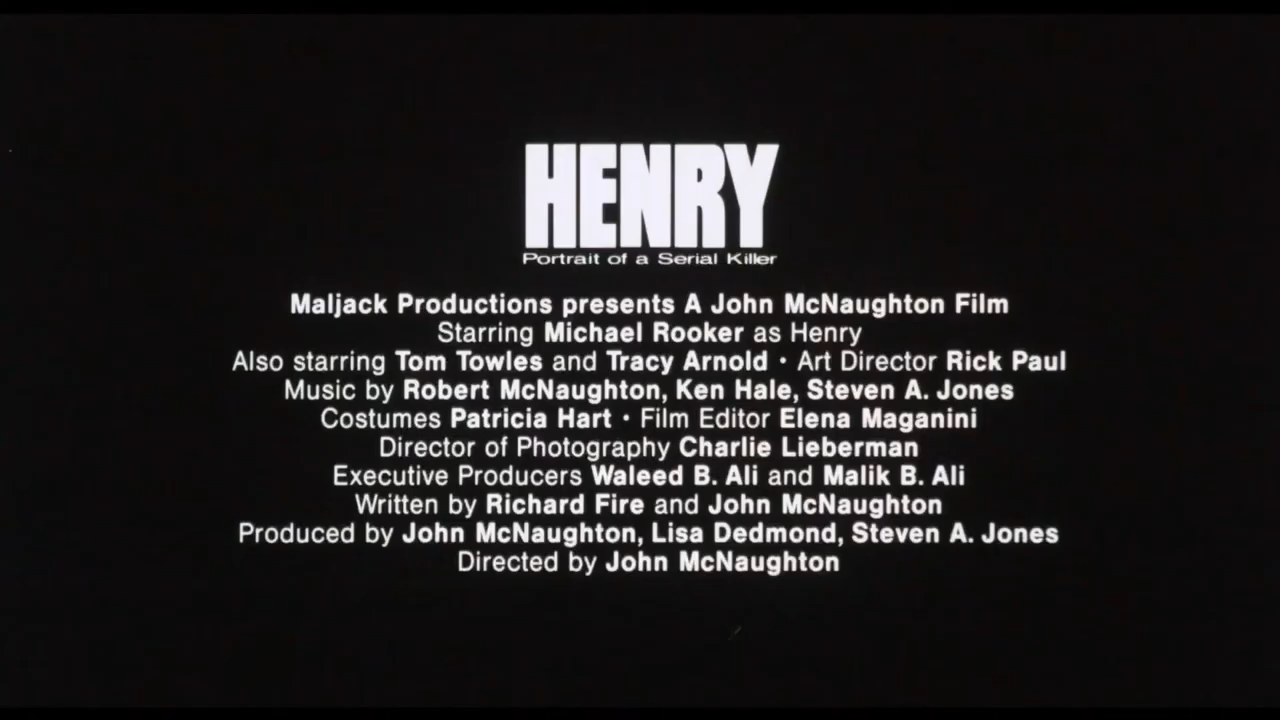 HENRY
Portrait of a Serial Killer
Maljack Productions presents A John McNaughton Film
Starring Michael Rooker as Henry
Also starring Tom Towles and Tracy Arnold • Art Director Rick Paul
Music by Robert McNaughton, Ken Hale, Steven A. Jones
Costumes Patricia Hart • Film Editor Elena Maganini
Director of Photography Charlie Lieberman
Executive Producers Waleed B. Ali and Malik B. Ali
Written by Richard Fire and John McNaughton
Produced by John McNaughton, Lisa Dedmond, Steven A. Jones
Directed by John McNaughton